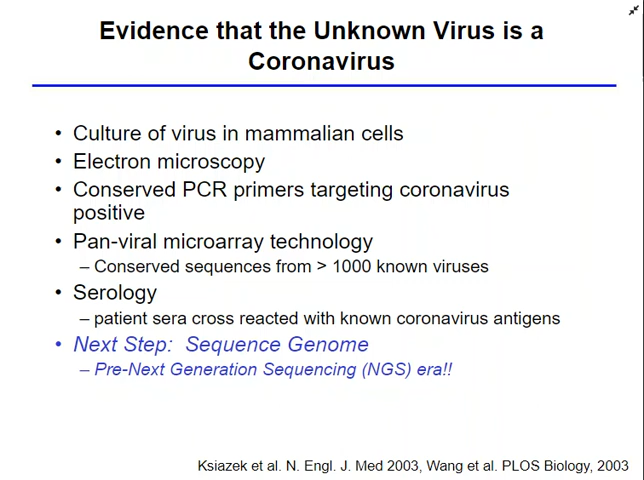 Evidence that the Unknown Virus is a
Coronavirus
• Culture of virus in mammalian cells
• Electron microscopy
• Conserved PCR primers targeting coronavirus
positive
• Pan-viral microarray technology
– Conserved sequences from > 1000 known viruses
• Serology
– patient sera cross reacted with known coronavirus antigens
• Next Step:  Sequence Genome
– Pre-Next Generation Sequencing (NGS) era!!
Ksiazek et al. N. Engl. J. Med 2003, Wang et al. PLOS Biology, 2003